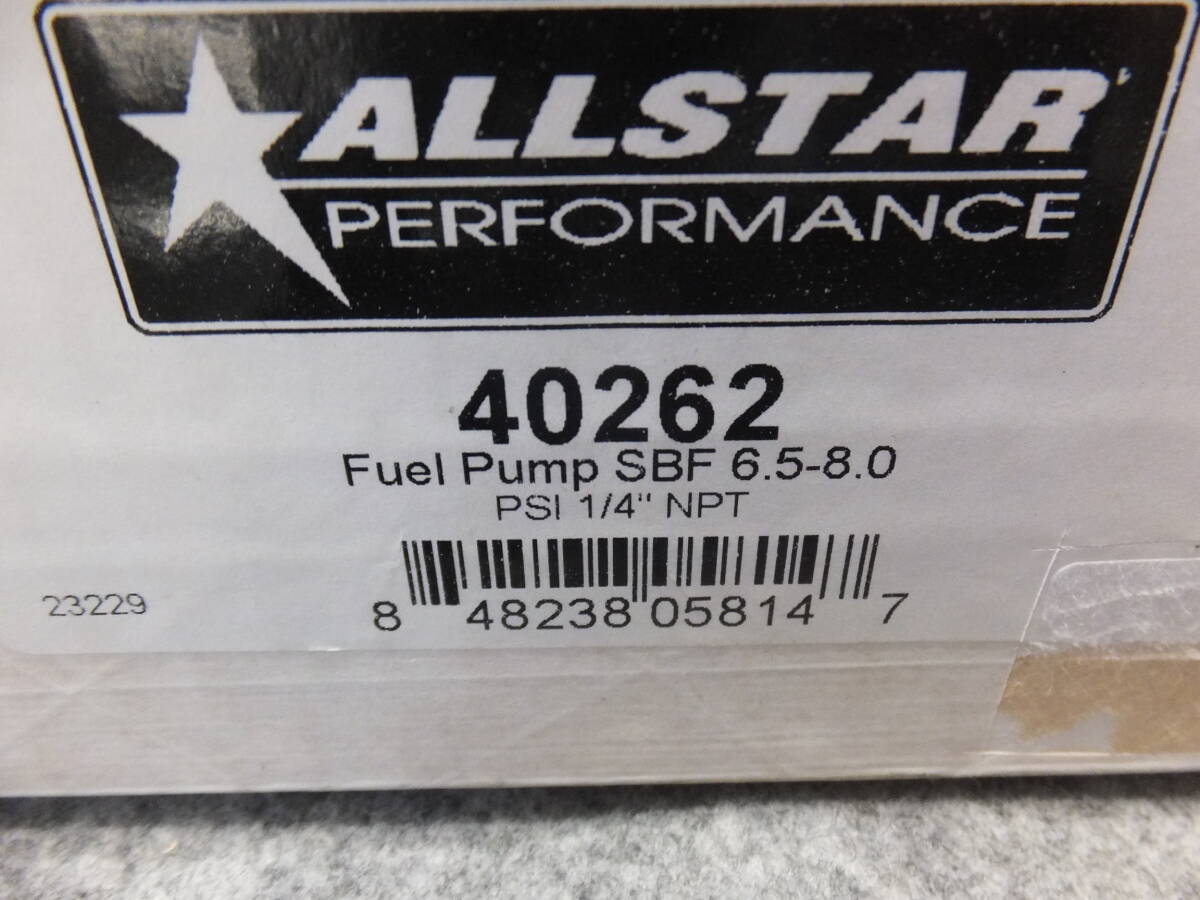 ALLSTAR
PERFORMANCE
40262
Fuel Pump SBF 6.5-8.0
PSI 1/4" NPT
23229
8 48238 05814 7